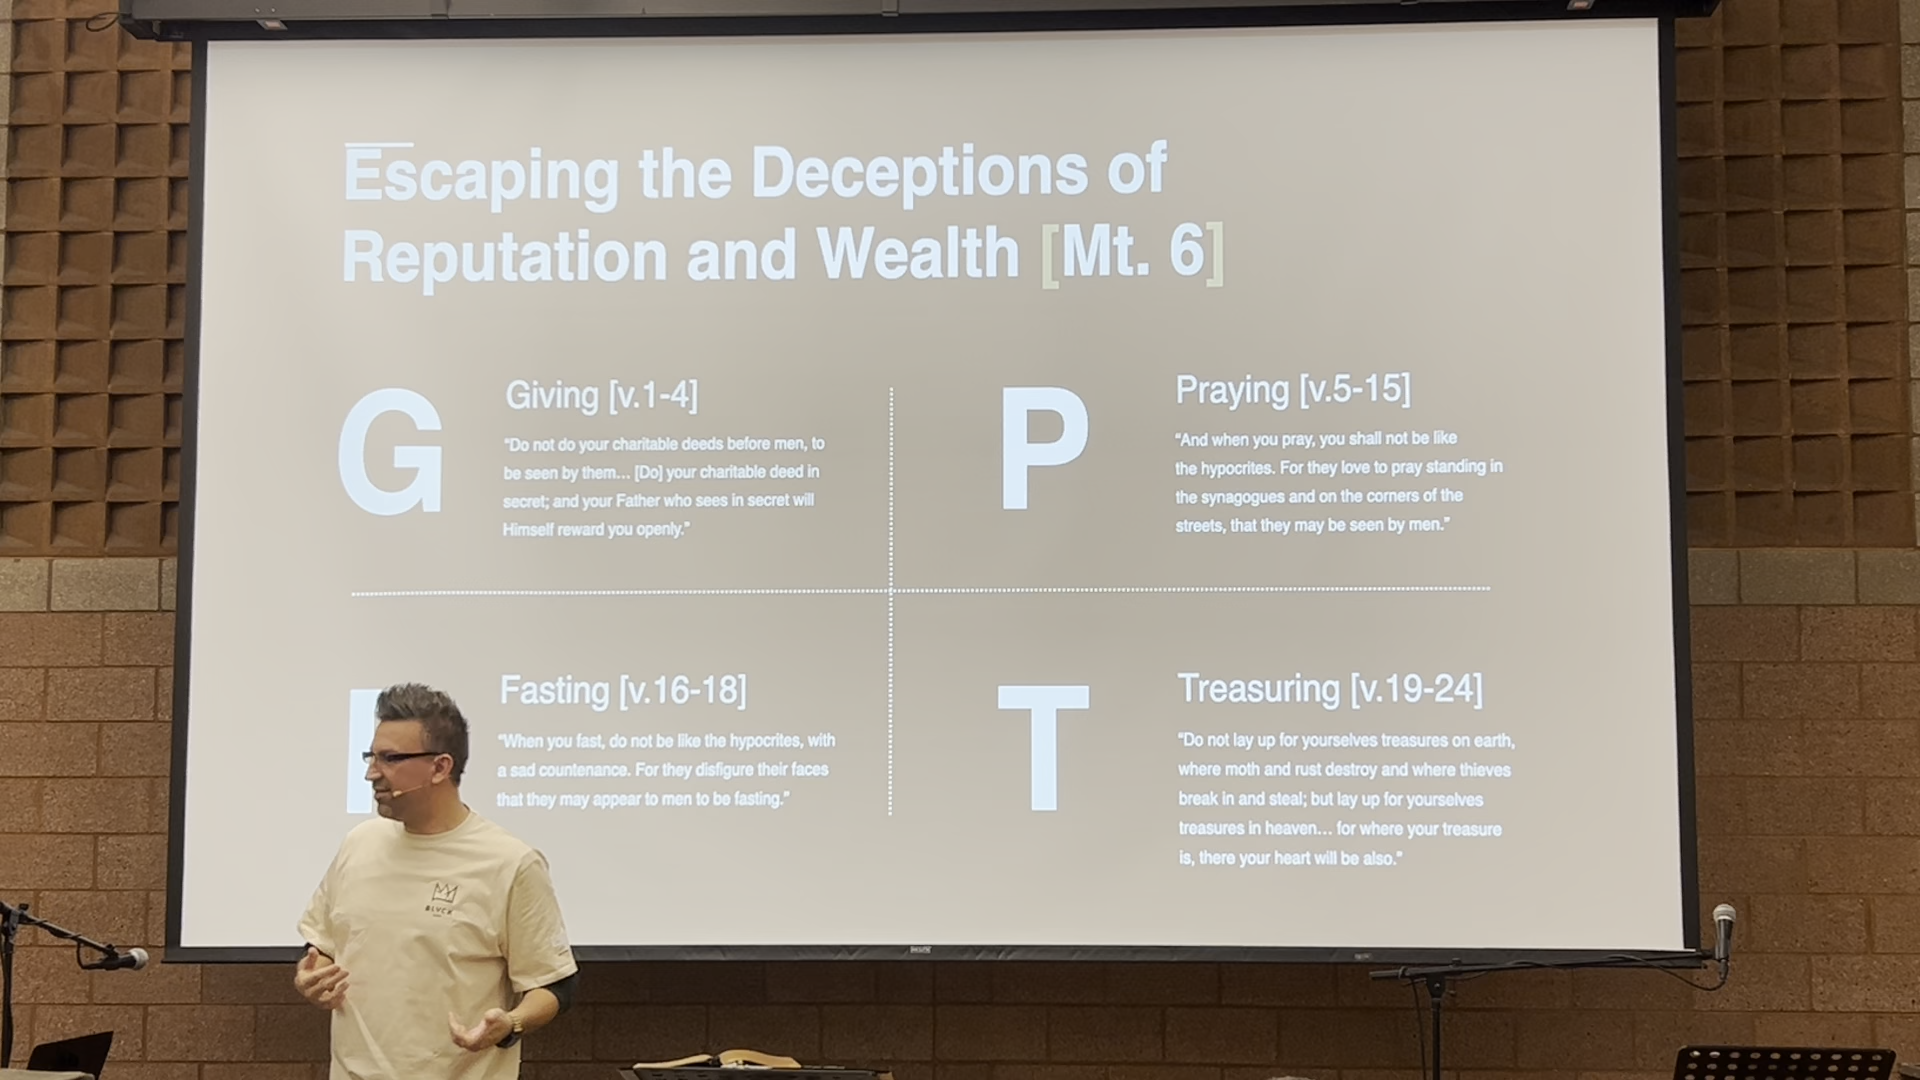 Escaping the Deceptions of
Reputation and Wealth [Mt. 6]
G
Giving [v.1-4]
“Do not do your charitable deeds before men, to
be seen by them... [Do] your charitable deed in
secret; and your Father who sees in secret will
Himself reward you openly.”
P
Praying [v.5-15]
“And when you pray, you shall not be like
the hypocrites. For they love to pray standing in
the synagogues and on the corners of the
streets, that they may be seen by men.”
Fasting [v.16-18]
“When you fast, do not be like the hypocrites, with
a sad countenance. For they disfigure their faces
that they may appear to men to be fasting.”
T
Treasuring [v.19-24]
“Do not lay up for yourselves treasures on earth,
where moth and rust destroy and where thieves
break in and steal; but lay up for yourselves
treasures in heaven... for where your treasure
is, there your heart will be also.”
BLVCK